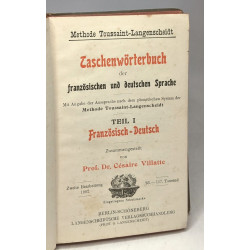 Methode Toussaint-Langenscheidt
Taschenwörterbuch
der
französischen und deutschen Sprache
Mit Angabe der Aussprache nach dem phonetischen System der
Methode Toussaint-Langenscheidt
TEIL I
Französisch-Deutsch
Zusammengestellt
von
Prof. Dr. Césaire Villatte
BERLIN-SCHÖNEBERG
LANGENSCHEIDTSCHE VERLAGSBUCHHANDLUNG